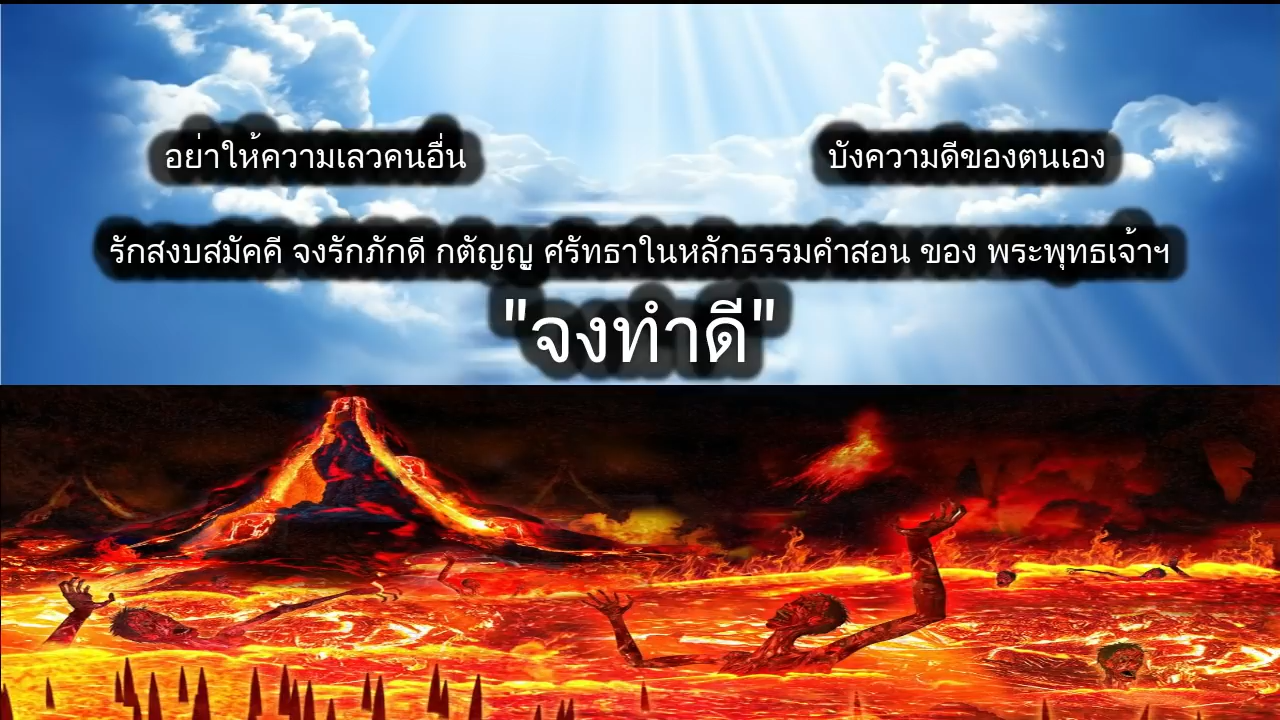 อย่าให้ความเลวคนอื่น บังความดีของตนเอง
รักสงบสมัคคี จงรักภักดี กตัญญู ศรัทธาในหลักธรรมคำสอน ของ พระพุทธเจ้าฯ
"จงทำดี"